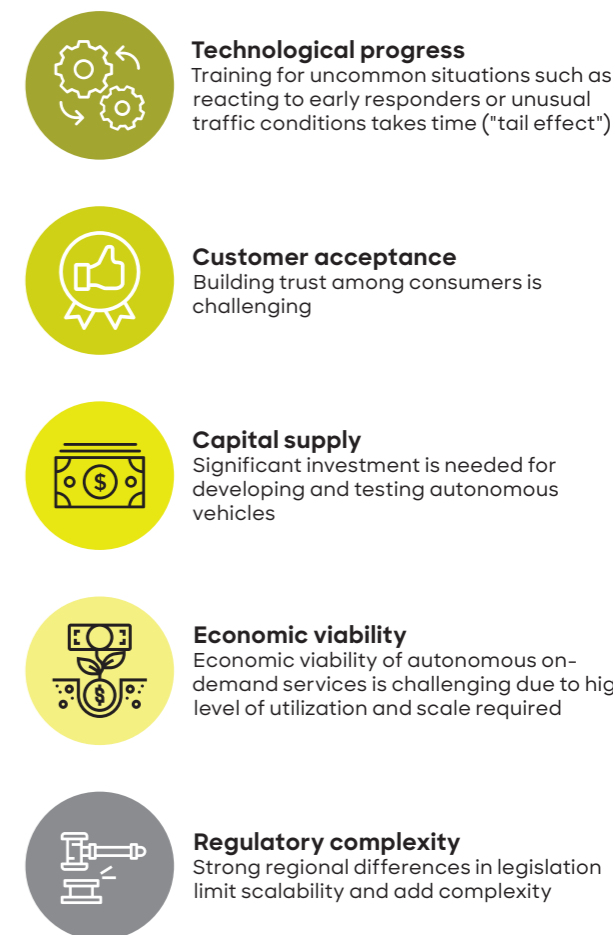 Technological progress
Training for uncommon situations such as
reacting to early responders or unusual
traffic conditions takes time ("tail effect")
Customer acceptance
Building trust among consumers is
challenging
Capital supply
$
Significant investment is needed for
developing and testing autonomous
vehicles
Economic viability
Economic viability of autonomous on-
demand services is challenging due to
$
level of utilization and scale required
Regulatory complexity
Strong regional differences in legislation
limit scalability and add complexity